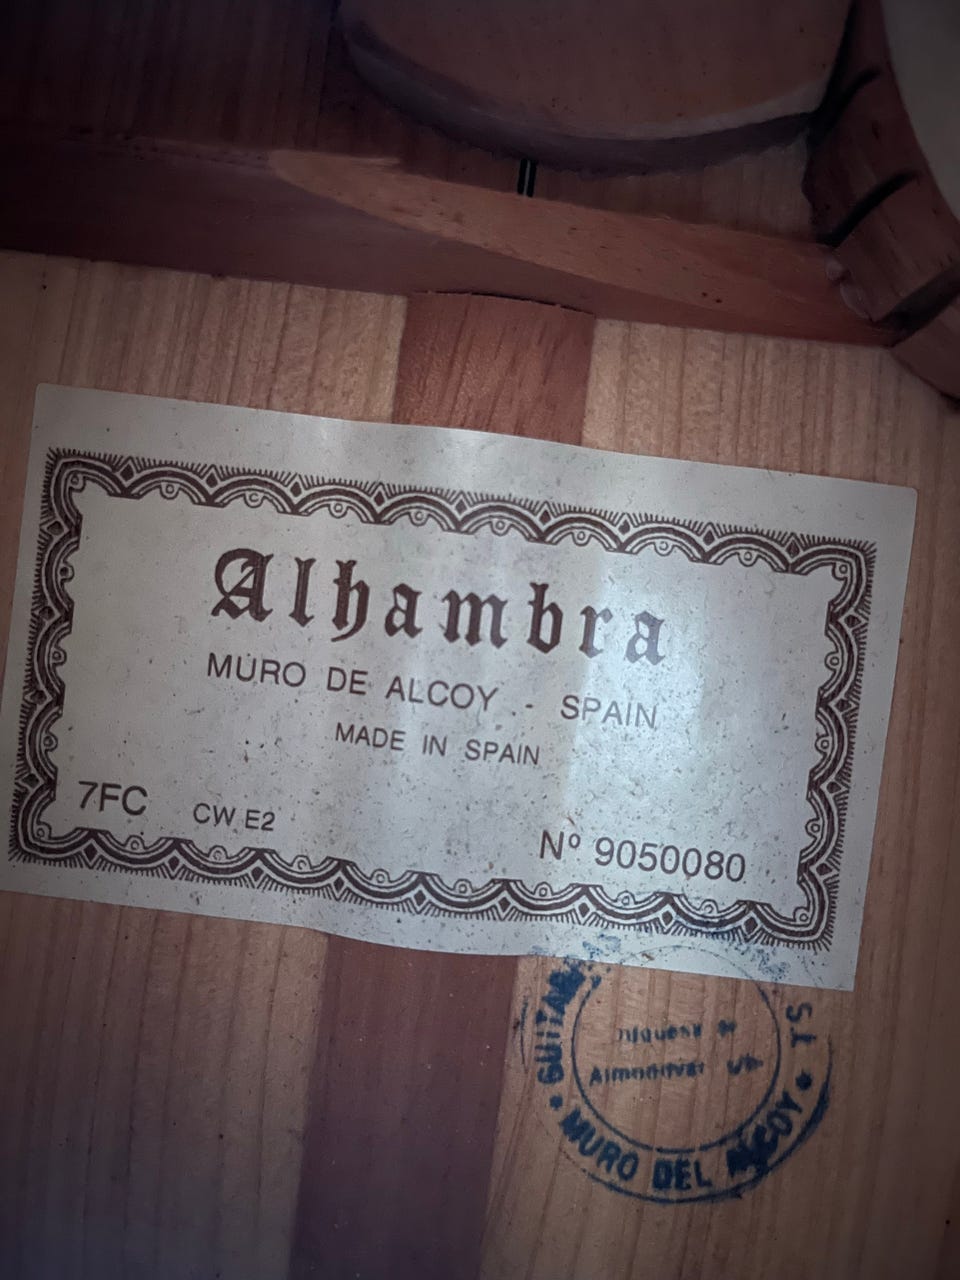 Alhambra
MURO DE ALCOY - SPAIN
MADE IN SPAIN
7FC CW E2
Nº 9050080
MURO DEL ALCOY